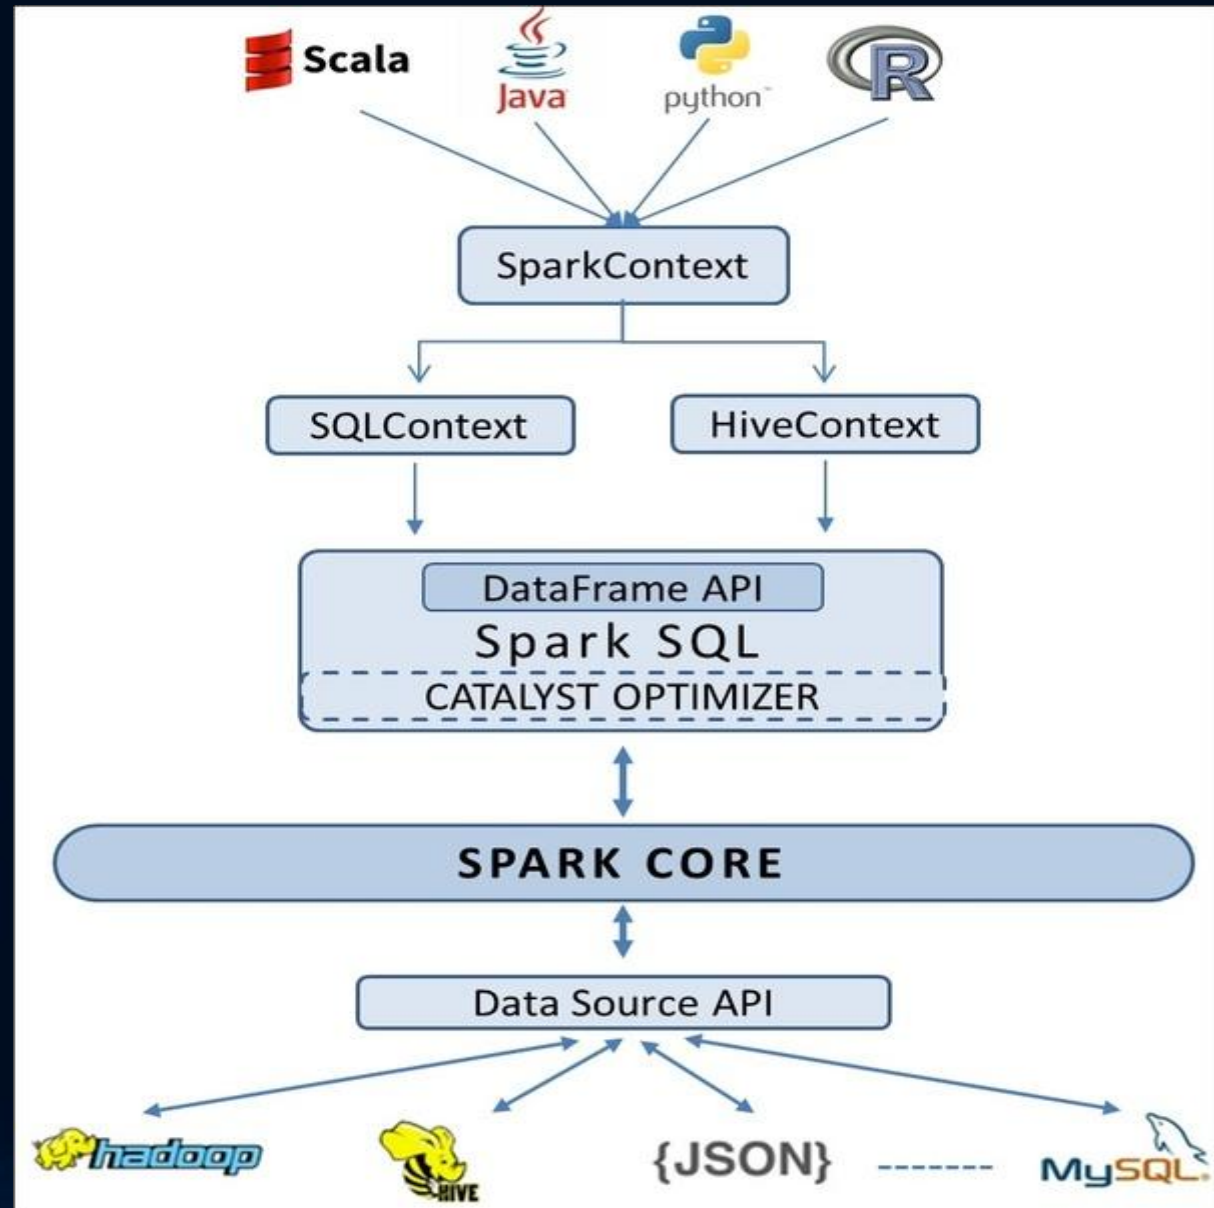 Scala
Java
python™
R
SparkContext
SQLContext
HiveContext
DataFrame API
Spark SQL
CATALYST OPTIMIZER
SPARK CORE
Data Source API
hadoop
HIVE
{JSON}
MySQL®